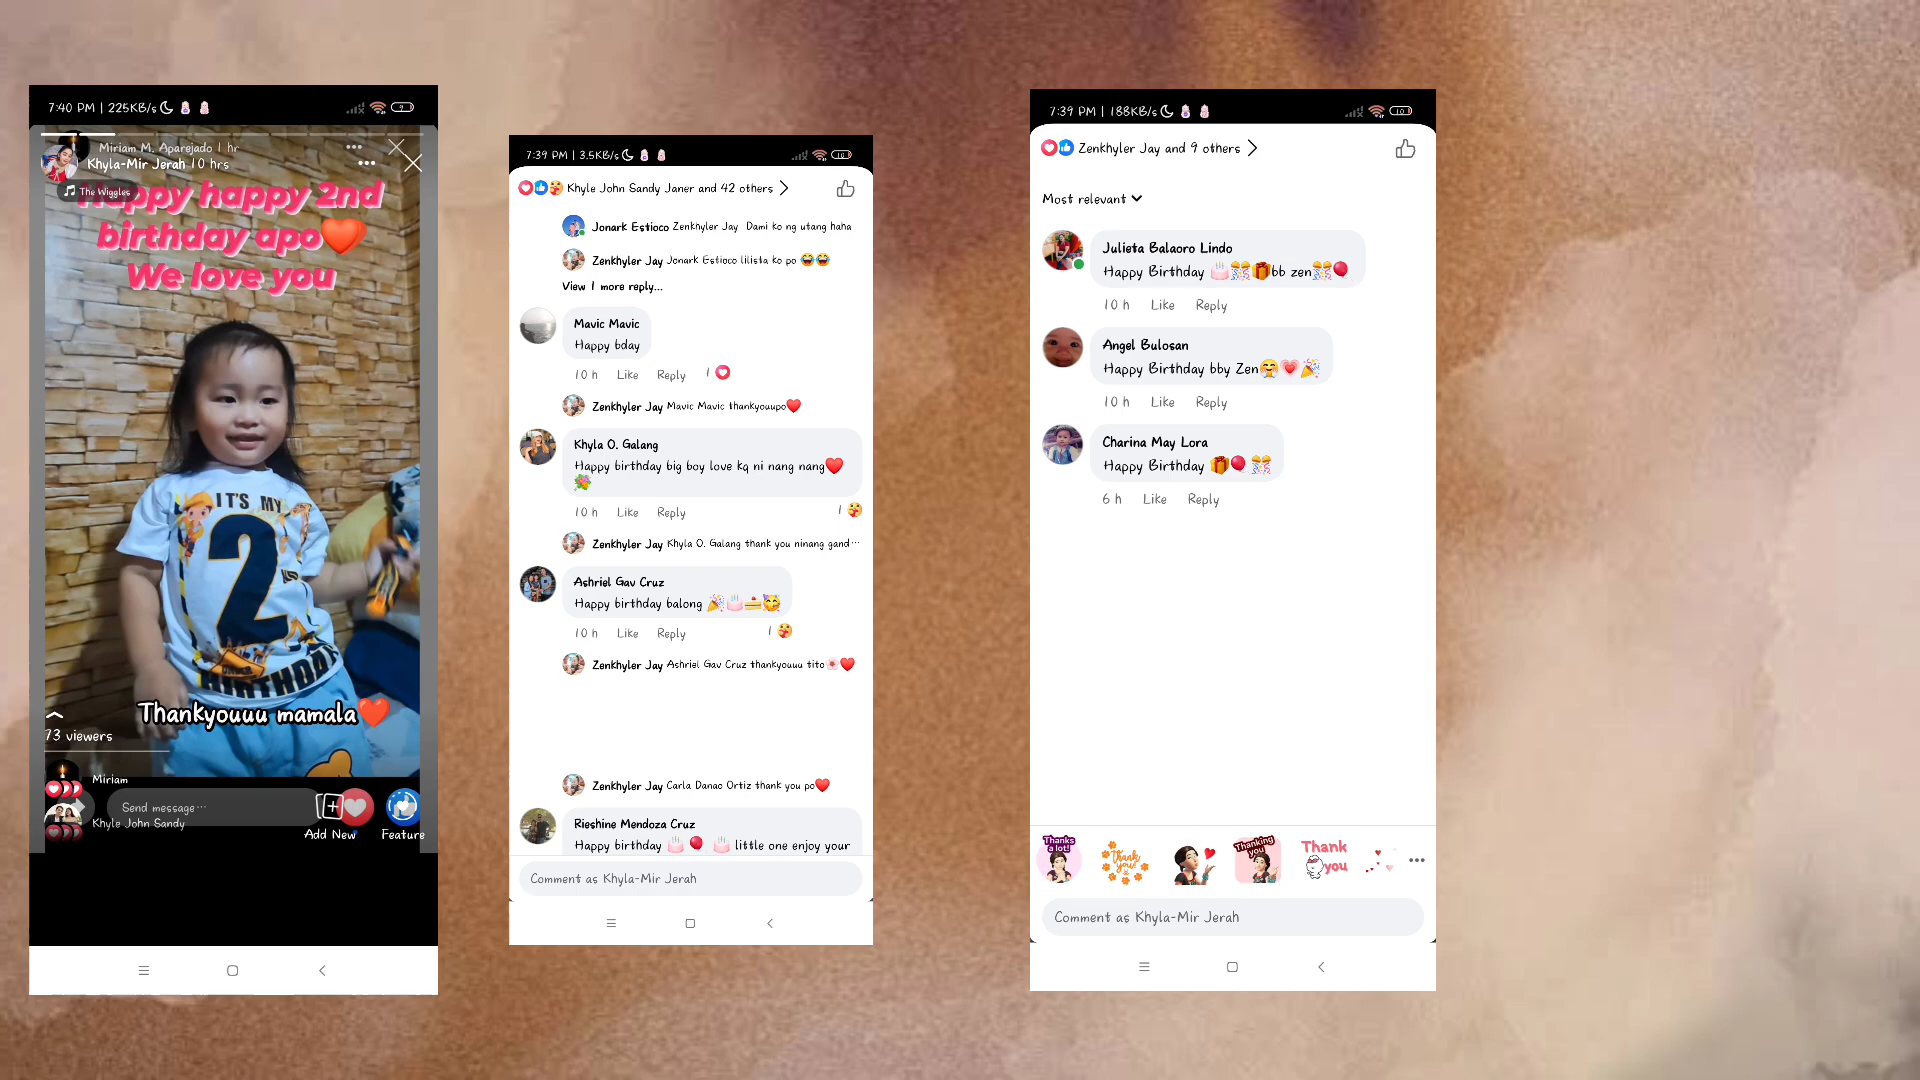 7:40 PM | 225KB/s
9
Miriam M. Aparejado 1 hr
Khyla-Mir Jerah 10 hrs
The Wiggles
Happy happy 2nd
birthday apo❤️
We love you
IT'S MY
2
BIRTHDAY
Thankyouuu mamala❤️
73 viewers
Miriam
Send message...
Khyle John Sandy
Add New
Feature
7:39 PM | 3.5KB/s
10
Khyle John Sandy Janer and 42 others
Jonark Estioco Zenkhyler Jay Dami ko ng utang haha
Zenkhyler Jay Jonark Estioco lilista ko po 😂😂
View 1 more reply...
Mavic Mavic
Happy bday
10 h Like Reply 1
Zenkhyler Jay Mavic Mavic thankyouupo❤️
Khyla O. Galang
Happy birthday big boy love kq ni nang nang❤️
💐
10 h Like Reply 1
Zenkhyler Jay Khyla O. Galang thank you ninang gand...
Ashriel Gav Cruz
Happy birthday balong 🎉🎂🍰🥳
10 h Like Reply 1
Zenkhyler Jay Ashriel Gav Cruz thankyouuu tito🌸❤️
Zenkhyler Jay Carla Danao Ortiz thank you po❤️
Rieshine Mendoza Cruz
Happy birthday 🎂🎈 🎂 little one enjoy your
Comment as Khyla-Mir Jerah
7:39 PM | 188KB/s
10
Zenkhyler Jay and 9 others
Most relevant
Julieta Balaoro Lindo
Happy Birthday 🎂🎊🎁bb zen🎊🎈
10 h Like Reply
Angel Bulosan
Happy Birthday bby Zen🤗💗🎉
10 h Like Reply
Charina May Lora
Happy Birthday 🎁🎈🎊
6 h Like Reply
Thanks a lot!
Thank you!
Thanking you
Thank you
Comment as Khyla-Mir Jerah